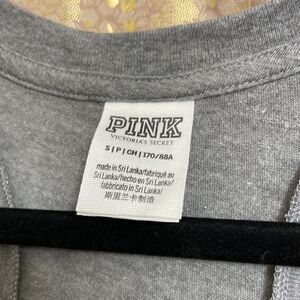 PINK
VICTORIA'S SECRET
S | P | CH | 170/88A
made in Sri Lanka/fabriqué au
Sri Lanka/hecho en Sri Lanka/
fabbricato in Sri Lanka/
斯里兰卡制造